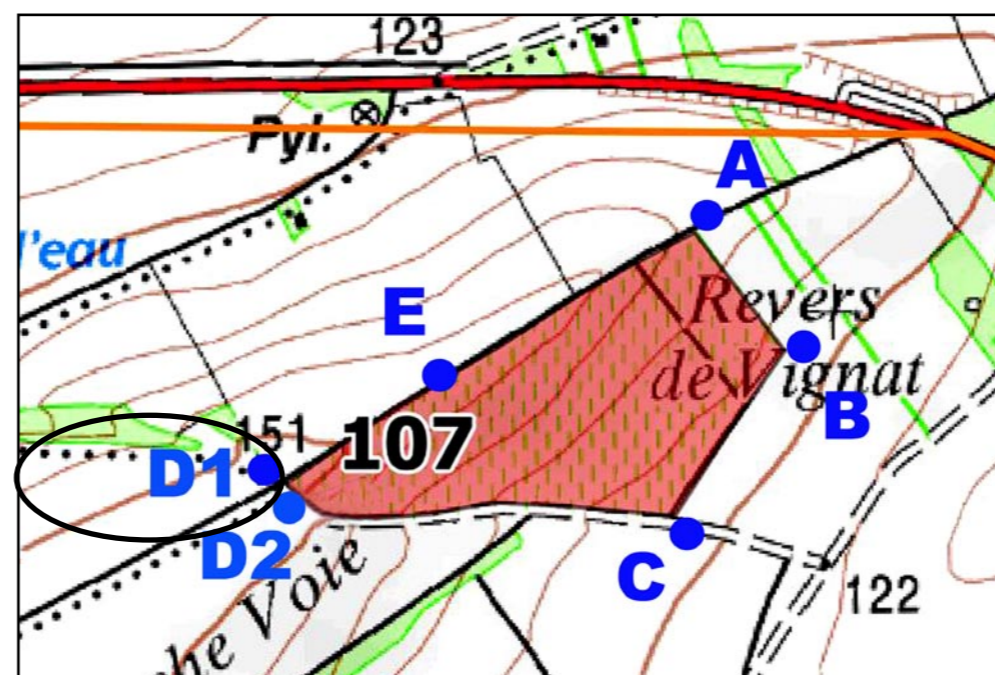 123
Pyl.
A
l'eau
Revers
E
de Vignat
B
151
107
D1
D2
C
che Voie
122